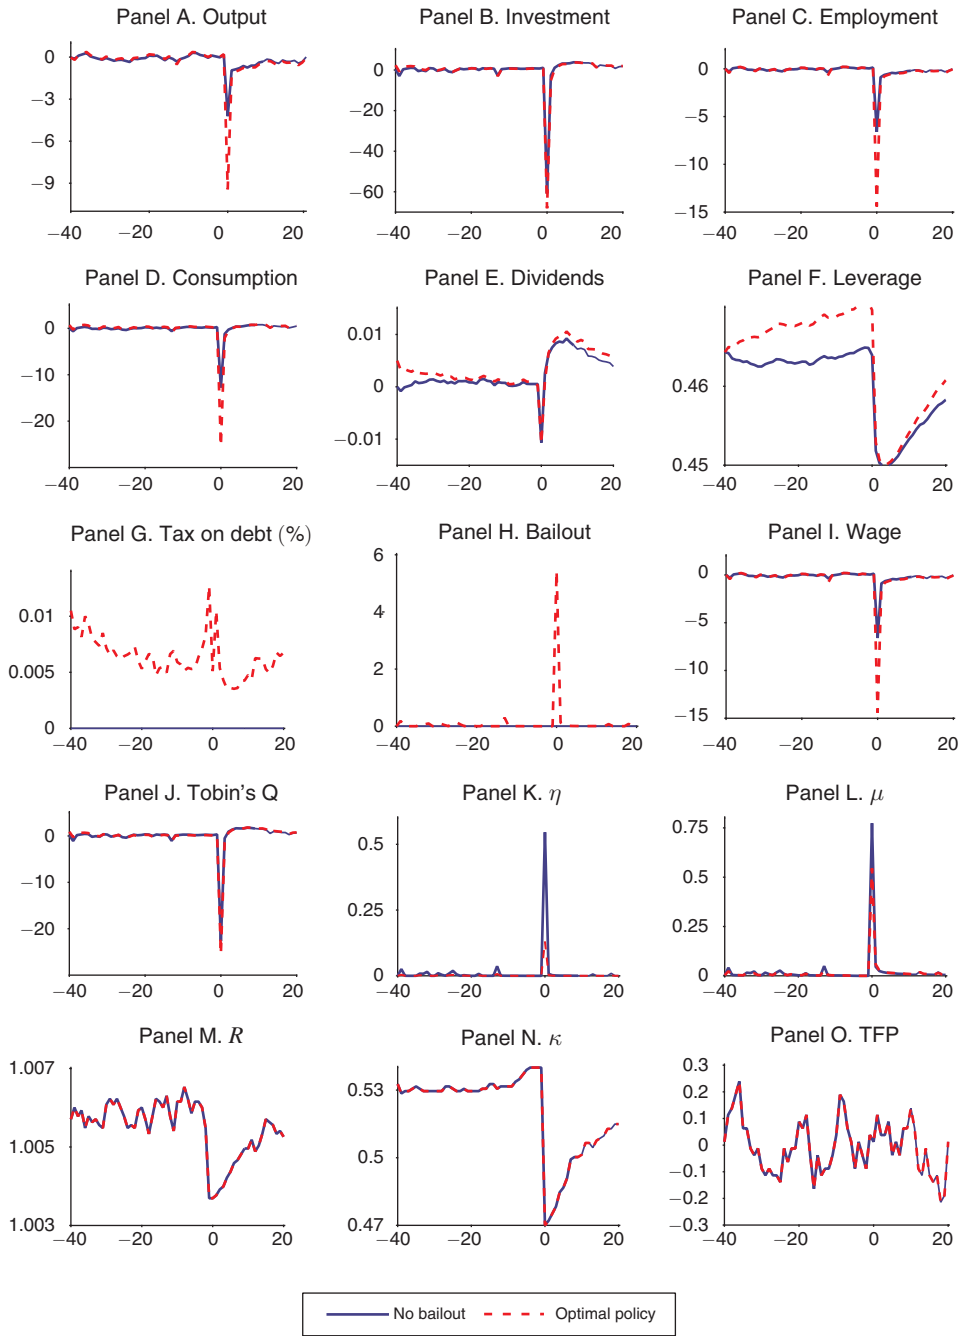 Panel A. Output
0
−3
−6
−9
−40 −20 0 20
Panel B. Investment
0
−20
−40
−60
−40 −20 0 20
Panel C. Employment
0
−5
−10
−15
−40 −20 0 20
Panel D. Consumption
0
−10
−20
−40 −20 0 20
Panel E. Dividends
0.01
0
−0.01
−40 −20 0 20
Panel F. Leverage
0.46
0.45
−40 −20 0 20
Panel G. Tax on debt (%)
0.01
0.005
0
−40 −20 0 20
Panel H. Bailout
6
4
2
0
−40 −20 0 20
Panel I. Wage
0
−5
−10
−15
−40 −20 0 20
Panel J. Tobin's Q
0
−10
−20
−40 −20 0 20
Panel K. η
0.5
0.25
0
−40 −20 0 20
Panel L. μ
0.75
0.5
0.25
0
−40 −20 0 20
Panel M. R
1.007
1.005
1.003
−40 −20 0 20
Panel N. κ
0.53
0.5
0.47
−40 −20 0 20
Panel O. TFP
0.3
0.2
0.1
0
−0.1
−0.2
−0.3
−40 −20 0 20
No bailout
Optimal policy